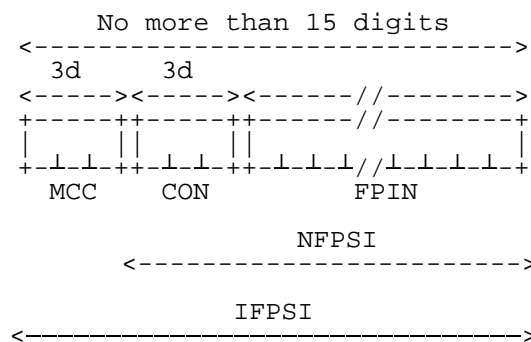 No more than 15 digits
3d 3d
MCC CON FPIN
NFPSI
IFPSI